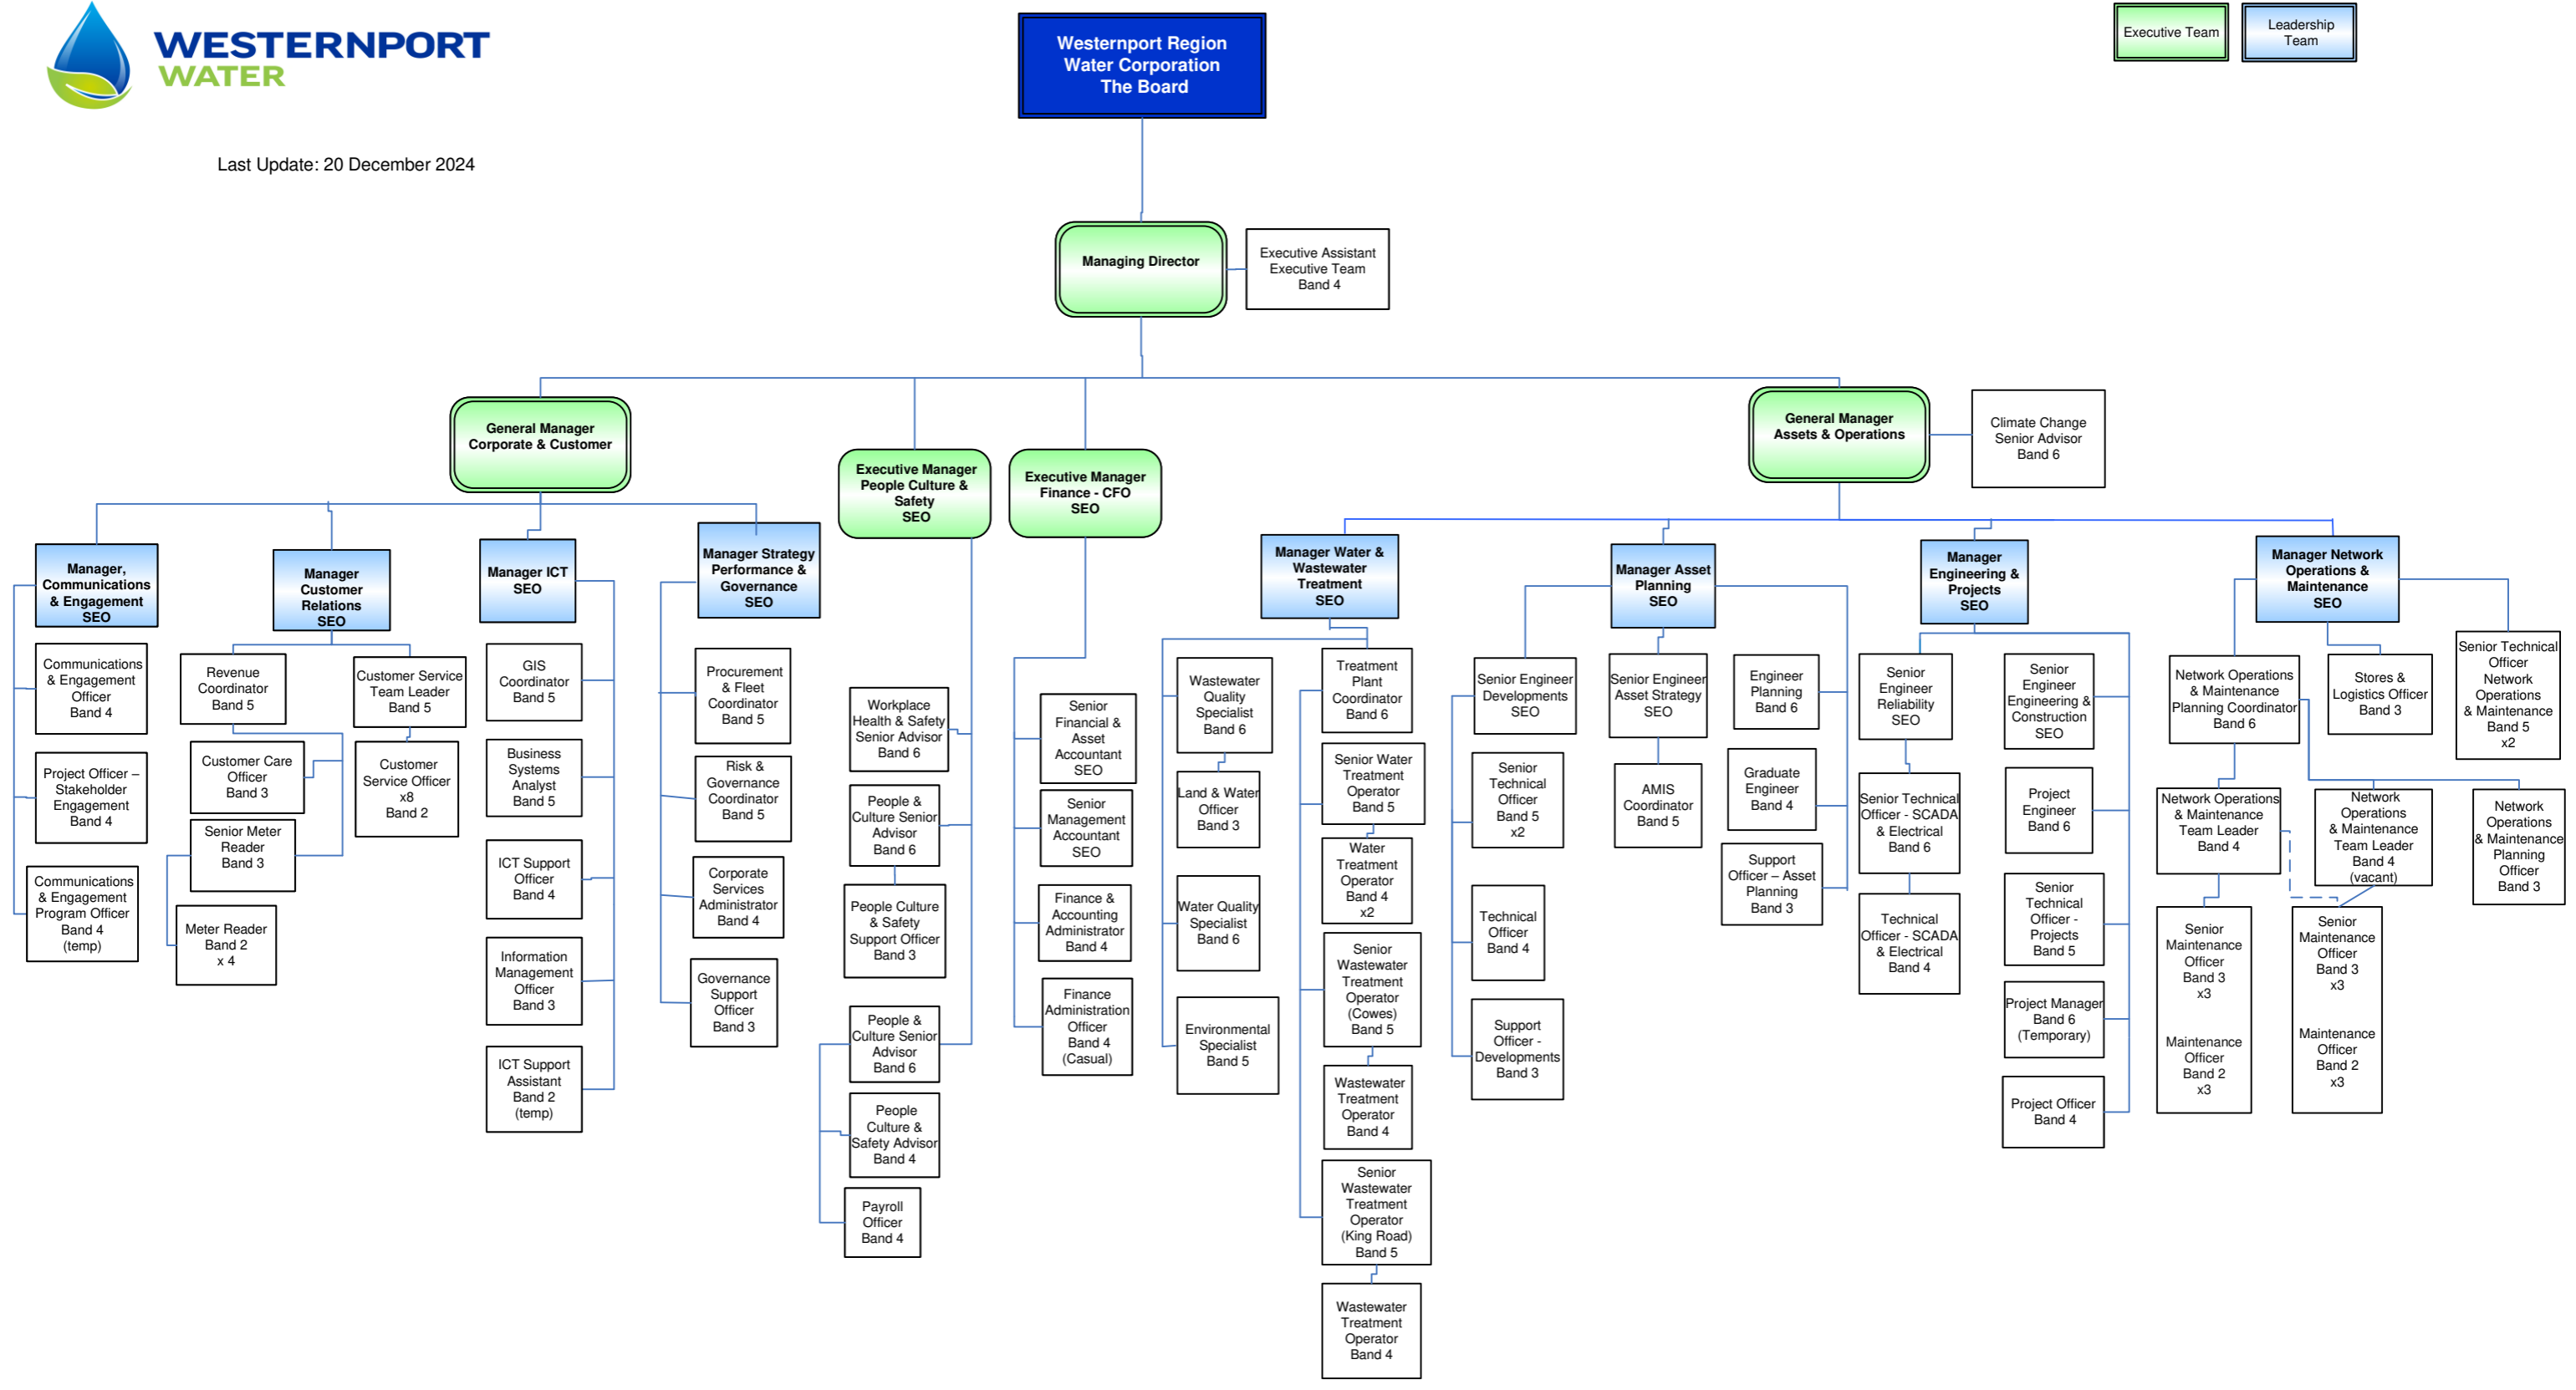 WESTERNPORT
WATER
Last Update: 20 December 2024
Westernport Region
Water Corporation
The Board
Executive Team
Leadership
Team
Managing Director
Executive Assistant
Executive Team
Band 4
General Manager
Corporate & Customer
Executive Manager
People Culture &
Safety
SEO
Executive Manager
Finance - CFO
SEO
General Manager
Assets & Operations
Climate Change
Senior Advisor
Band 6
Manager,
Communications
& Engagement
SEO
Communications
& Engagement
Officer
Band 4
Project Officer –
Stakeholder
Engagement
Band 4
Communications
& Engagement
Program Officer
Band 4
(temp)
Manager
Customer
Relations
SEO
Revenue
Coordinator
Band 5
Customer Care
Officer
Band 3
Senior Meter
Reader
Band 3
Meter Reader
Band 2
x 4
Customer Service
Team Leader
Band 5
Customer
Service Officer
x8
Band 2
Manager ICT
SEO
GIS
Coordinator
Band 5
Business
Systems
Analyst
Band 5
ICT Support
Officer
Band 4
Information
Management
Officer
Band 3
ICT Support
Assistant
Band 2
(temp)
Manager Strategy
Performance &
Governance
SEO
Procurement
& Fleet
Coordinator
Band 5
Risk &
Governance
Coordinator
Band 5
Corporate
Services
Administrator
Band 4
Governance
Support
Officer
Band 3
Workplace
Health & Safety
Senior Advisor
Band 6
People &
Culture Senior
Advisor
Band 6
People Culture
& Safety
Support Officer
Band 3
People &
Culture Senior
Advisor
Band 6
People
Culture &
Safety Advisor
Band 4
Payroll
Officer
Band 4
Senior
Financial &
Asset
Accountant
SEO
Senior
Management
Accountant
SEO
Finance &
Accounting
Administrator
Band 4
Finance
Administration
Officer
Band 4
(Casual)
Manager Water &
Wastewater
Treatment
SEO
Wastewater
Quality
Specialist
Band 6
Land & Water
Officer
Band 3
Water Quality
Specialist
Band 6
Environmental
Specialist
Band 5
Treatment
Plant
Coordinator
Band 6
Senior Water
Treatment
Operator
Band 5
Water
Treatment
Operator
Band 4
x2
Senior
Wastewater
Treatment
Operator
(Cowes)
Band 5
Wastewater
Treatment
Operator
Band 4
Senior
Wastewater
Treatment
Operator
(King Road)
Band 5
Wastewater
Treatment
Operator
Band 4
Manager Asset
Planning
SEO
Senior Engineer
Developments
SEO
Senior
Technical
Officer
Band 5
x2
Technical
Officer
Band 4
Support
Officer -
Developments
Band 3
Senior Engineer
Asset Strategy
SEO
AMIS
Coordinator
Band 5
Engineer
Planning
Band 6
Graduate
Engineer
Band 4
Support
Officer – Asset
Planning
Band 3
Manager
Engineering &
Projects
SEO
Senior
Engineer
Reliability
SEO
Senior Technical
Officer - SCADA
& Electrical
Band 6
Technical
Officer - SCADA
& Electrical
Band 4
Senior
Engineer
Engineering &
Construction
SEO
Project
Engineer
Band 6
Senior
Technical
Officer -
Projects
Band 5
Project Manager
Band 6
(Temporary)
Project Officer
Band 4
Manager Network
Operations &
Maintenance
SEO
Network Operations
& Maintenance
Planning Coordinator
Band 6
Stores &
Logistics Officer
Band 3
Senior Technical
Officer
Network
Operations
& Maintenance
Band 5
x2
Network Operations
& Maintenance
Team Leader
Band 4
Network
Operations
& Maintenance
Team Leader
Band 4
(vacant)
Network
Operations
& Maintenance
Planning
Officer
Band 3
Senior
Maintenance
Officer
Band 3
x3
Maintenance
Officer
Band 2
x3
Senior
Maintenance
Officer
Band 3
x3
Maintenance
Officer
Band 2
x3